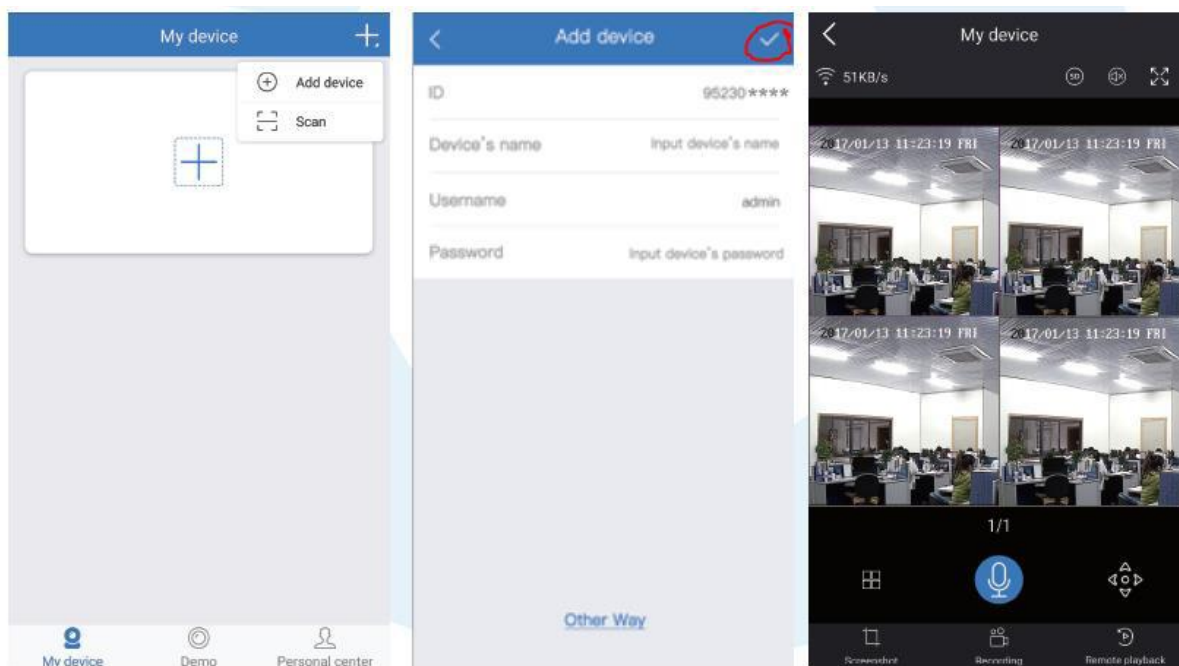 My device
Add device
Scan
My device
Demo
Personal center
Add device
ID 95230****
Device's name Input device's name
Username admin
Password Input device's password
Other Way
My device
51KB/s
SD
2017/01/13 11:23:19 FRI
2017/01/13 11:23:19 FRI
2017/01/13 11:23:19 FRI
2017/01/13 11:23:19 FRI
1/1
Screenshot
Recording
Remote playback